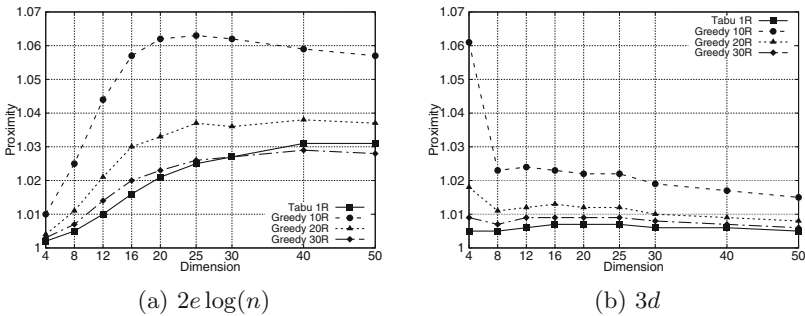 1.07
1.06
1.05
1.04
1.03
1.02
1.01
1
Proximity
4 8 12 16 20 25 30 40 50
Dimension
Tabu 1R
Greedy 10R
Greedy 20R
Greedy 30R
(a) 2e log(n)
1.07
1.06
1.05
1.04
1.03
1.02
1.01
1
Proximity
4 8 12 16 20 25 30 40 50
Dimension
Tabu 1R
Greedy 10R
Greedy 20R
Greedy 30R
(b) 3d